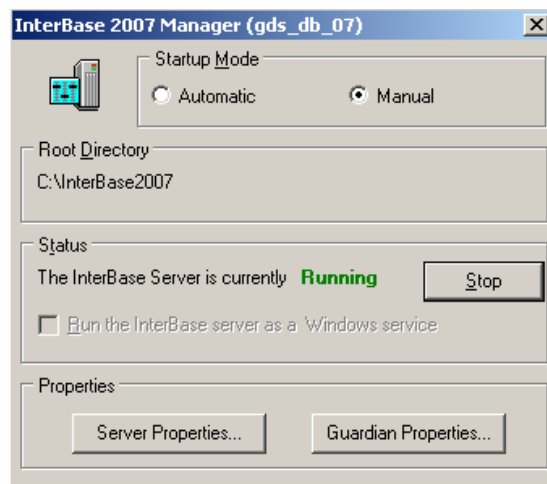 InterBase 2007 Manager (gds_db_07)
Startup Mode
Automatic
Manual
Root Directory
C:\InterBase2007
Status
The InterBase Server is currently Running
Stop
Run the InterBase server as a Windows service
Properties
Server Properties...
Guardian Properties...